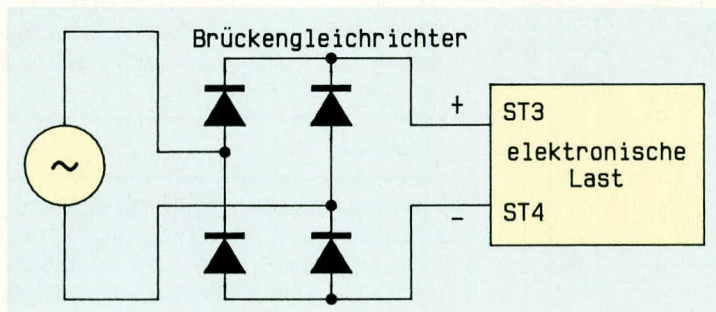 Brückengleichrichter
~
+
ST3
elektronische
Last
−
ST4